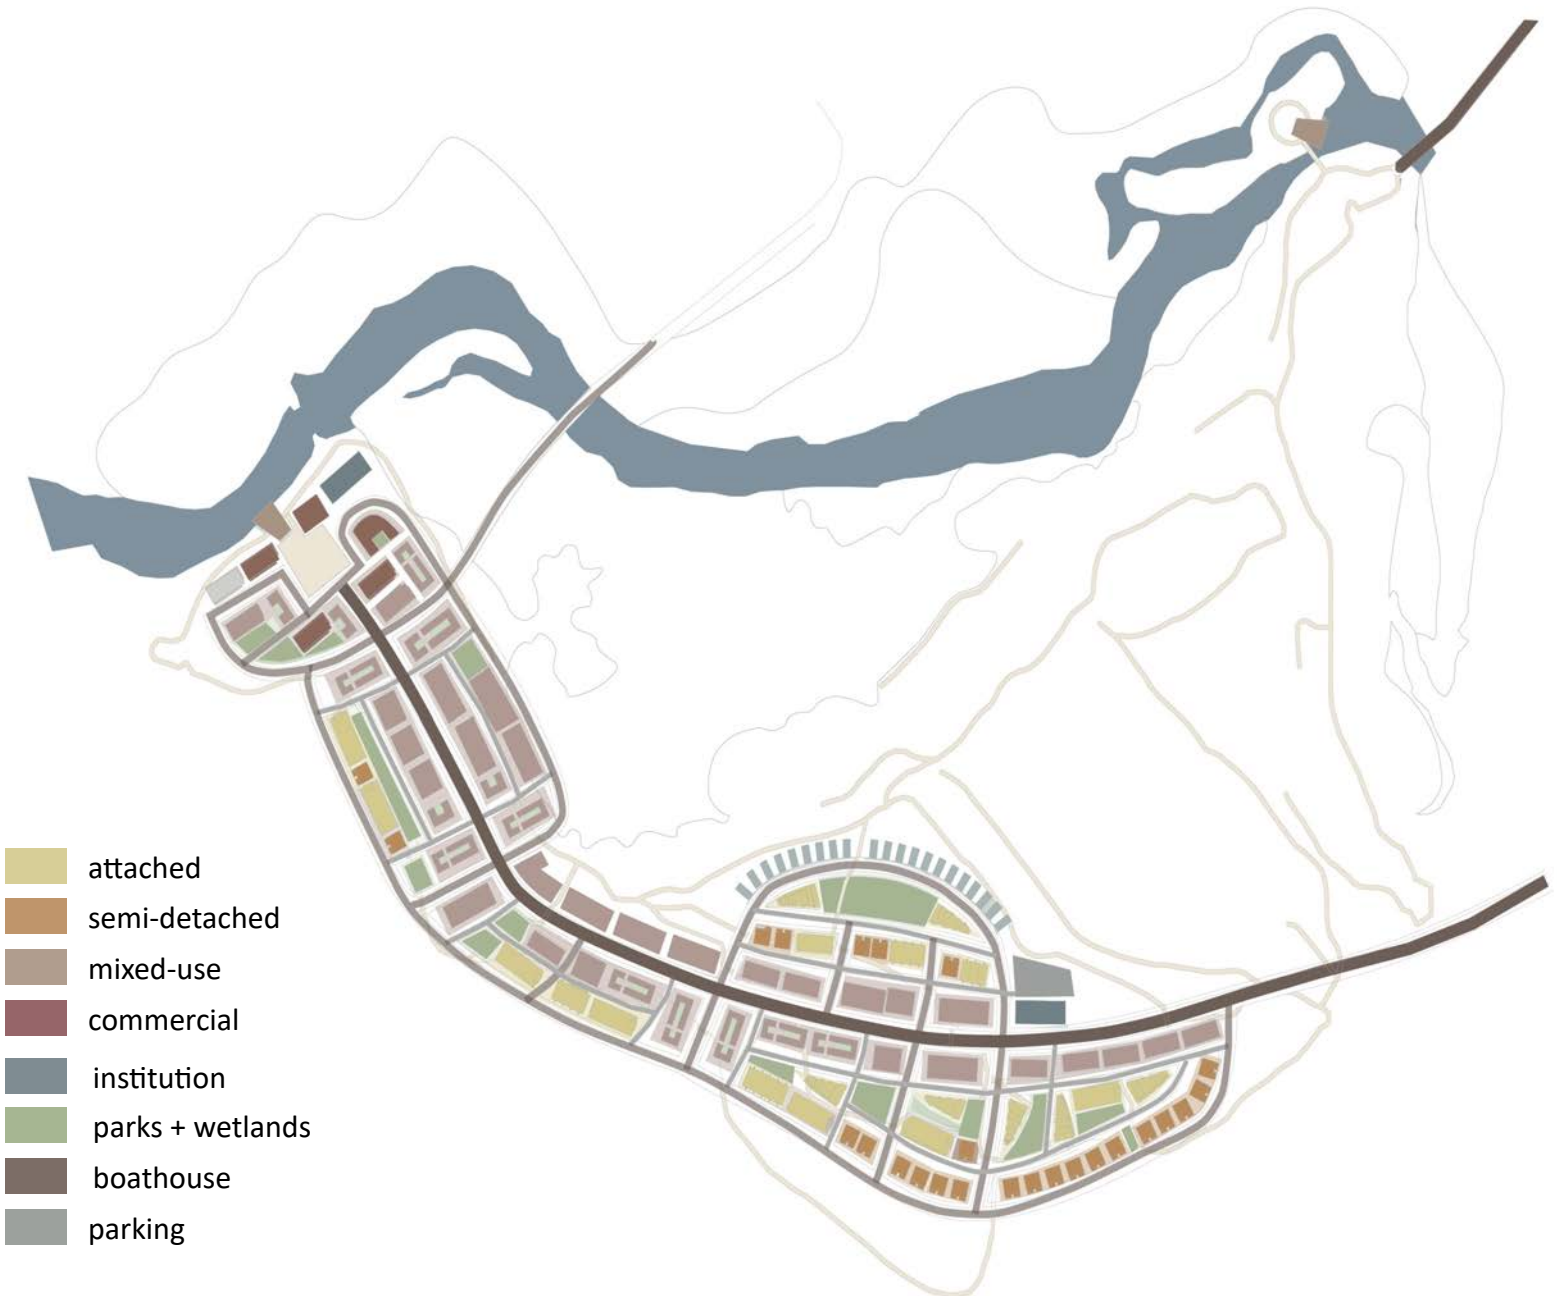 attached
semi-detached
mixed-use
commercial
institution
parks + wetlands
boathouse
parking